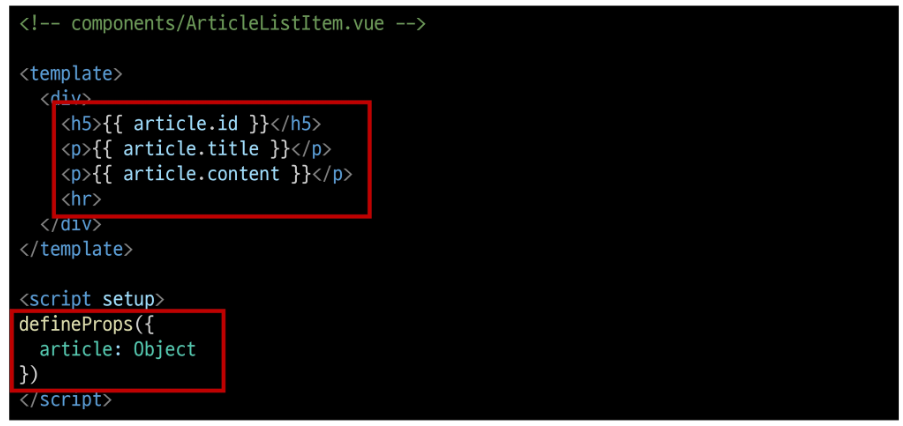 <!-- components/ArticleListItem.vue -->
<template>
<div>
<h5>{{ article.id }}</h5>
<p>{{ article.title }}</p>
<p>{{ article.content }}</p>
<hr>
</div>
</template>
<script setup>
defineProps({
article: Object
})
</script>